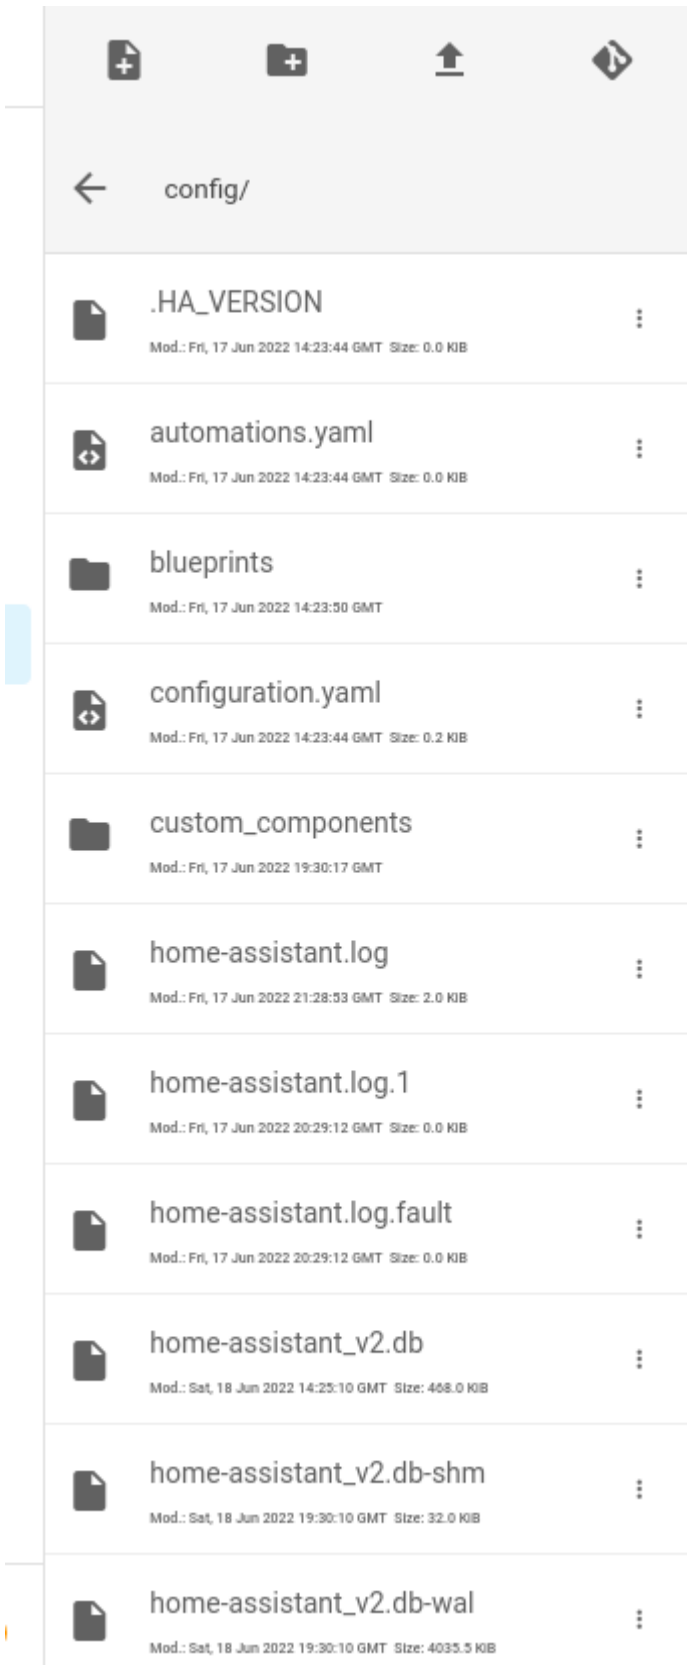 config/
.HA_VERSION
Mod.: Fri, 17 Jun 2022 14:23:44 GMT Size: 0.0 KiB
automations.yaml
Mod.: Fri, 17 Jun 2022 14:23:44 GMT Size: 0.0 KiB
blueprints
Mod.: Fri, 17 Jun 2022 14:23:50 GMT
configuration.yaml
Mod.: Fri, 17 Jun 2022 14:23:44 GMT Size: 0.2 KiB
custom_components
Mod.: Fri, 17 Jun 2022 19:30:17 GMT
home-assistant.log
Mod.: Fri, 17 Jun 2022 21:28:53 GMT Size: 2.0 KiB
home-assistant.log.1
Mod.: Fri, 17 Jun 2022 20:29:12 GMT Size: 0.0 KiB
home-assistant.log.fault
Mod.: Fri, 17 Jun 2022 20:29:12 GMT Size: 0.0 KiB
home-assistant_v2.db
Mod.: Sat, 18 Jun 2022 14:25:10 GMT Size: 468.0 KiB
home-assistant_v2.db-shm
Mod.: Sat, 18 Jun 2022 19:30:10 GMT Size: 32.0 KiB
home-assistant_v2.db-wal
Mod.: Sat, 18 Jun 2022 19:30:10 GMT Size: 4035.5 KiB